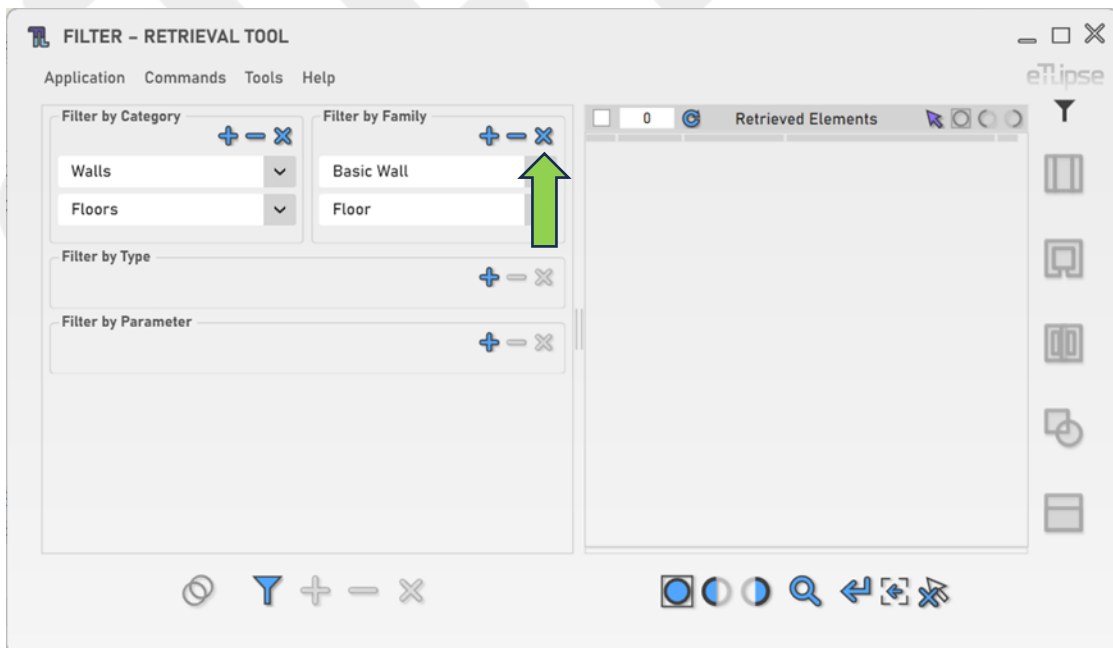 FILTER – RETRIEVAL TOOL
Application Commands Tools Help
eTLipse
Filter by Category
Filter by Family
0
Retrieved Elements
Walls
Basic Wall
Floors
Floor
Filter by Type
Filter by Parameter